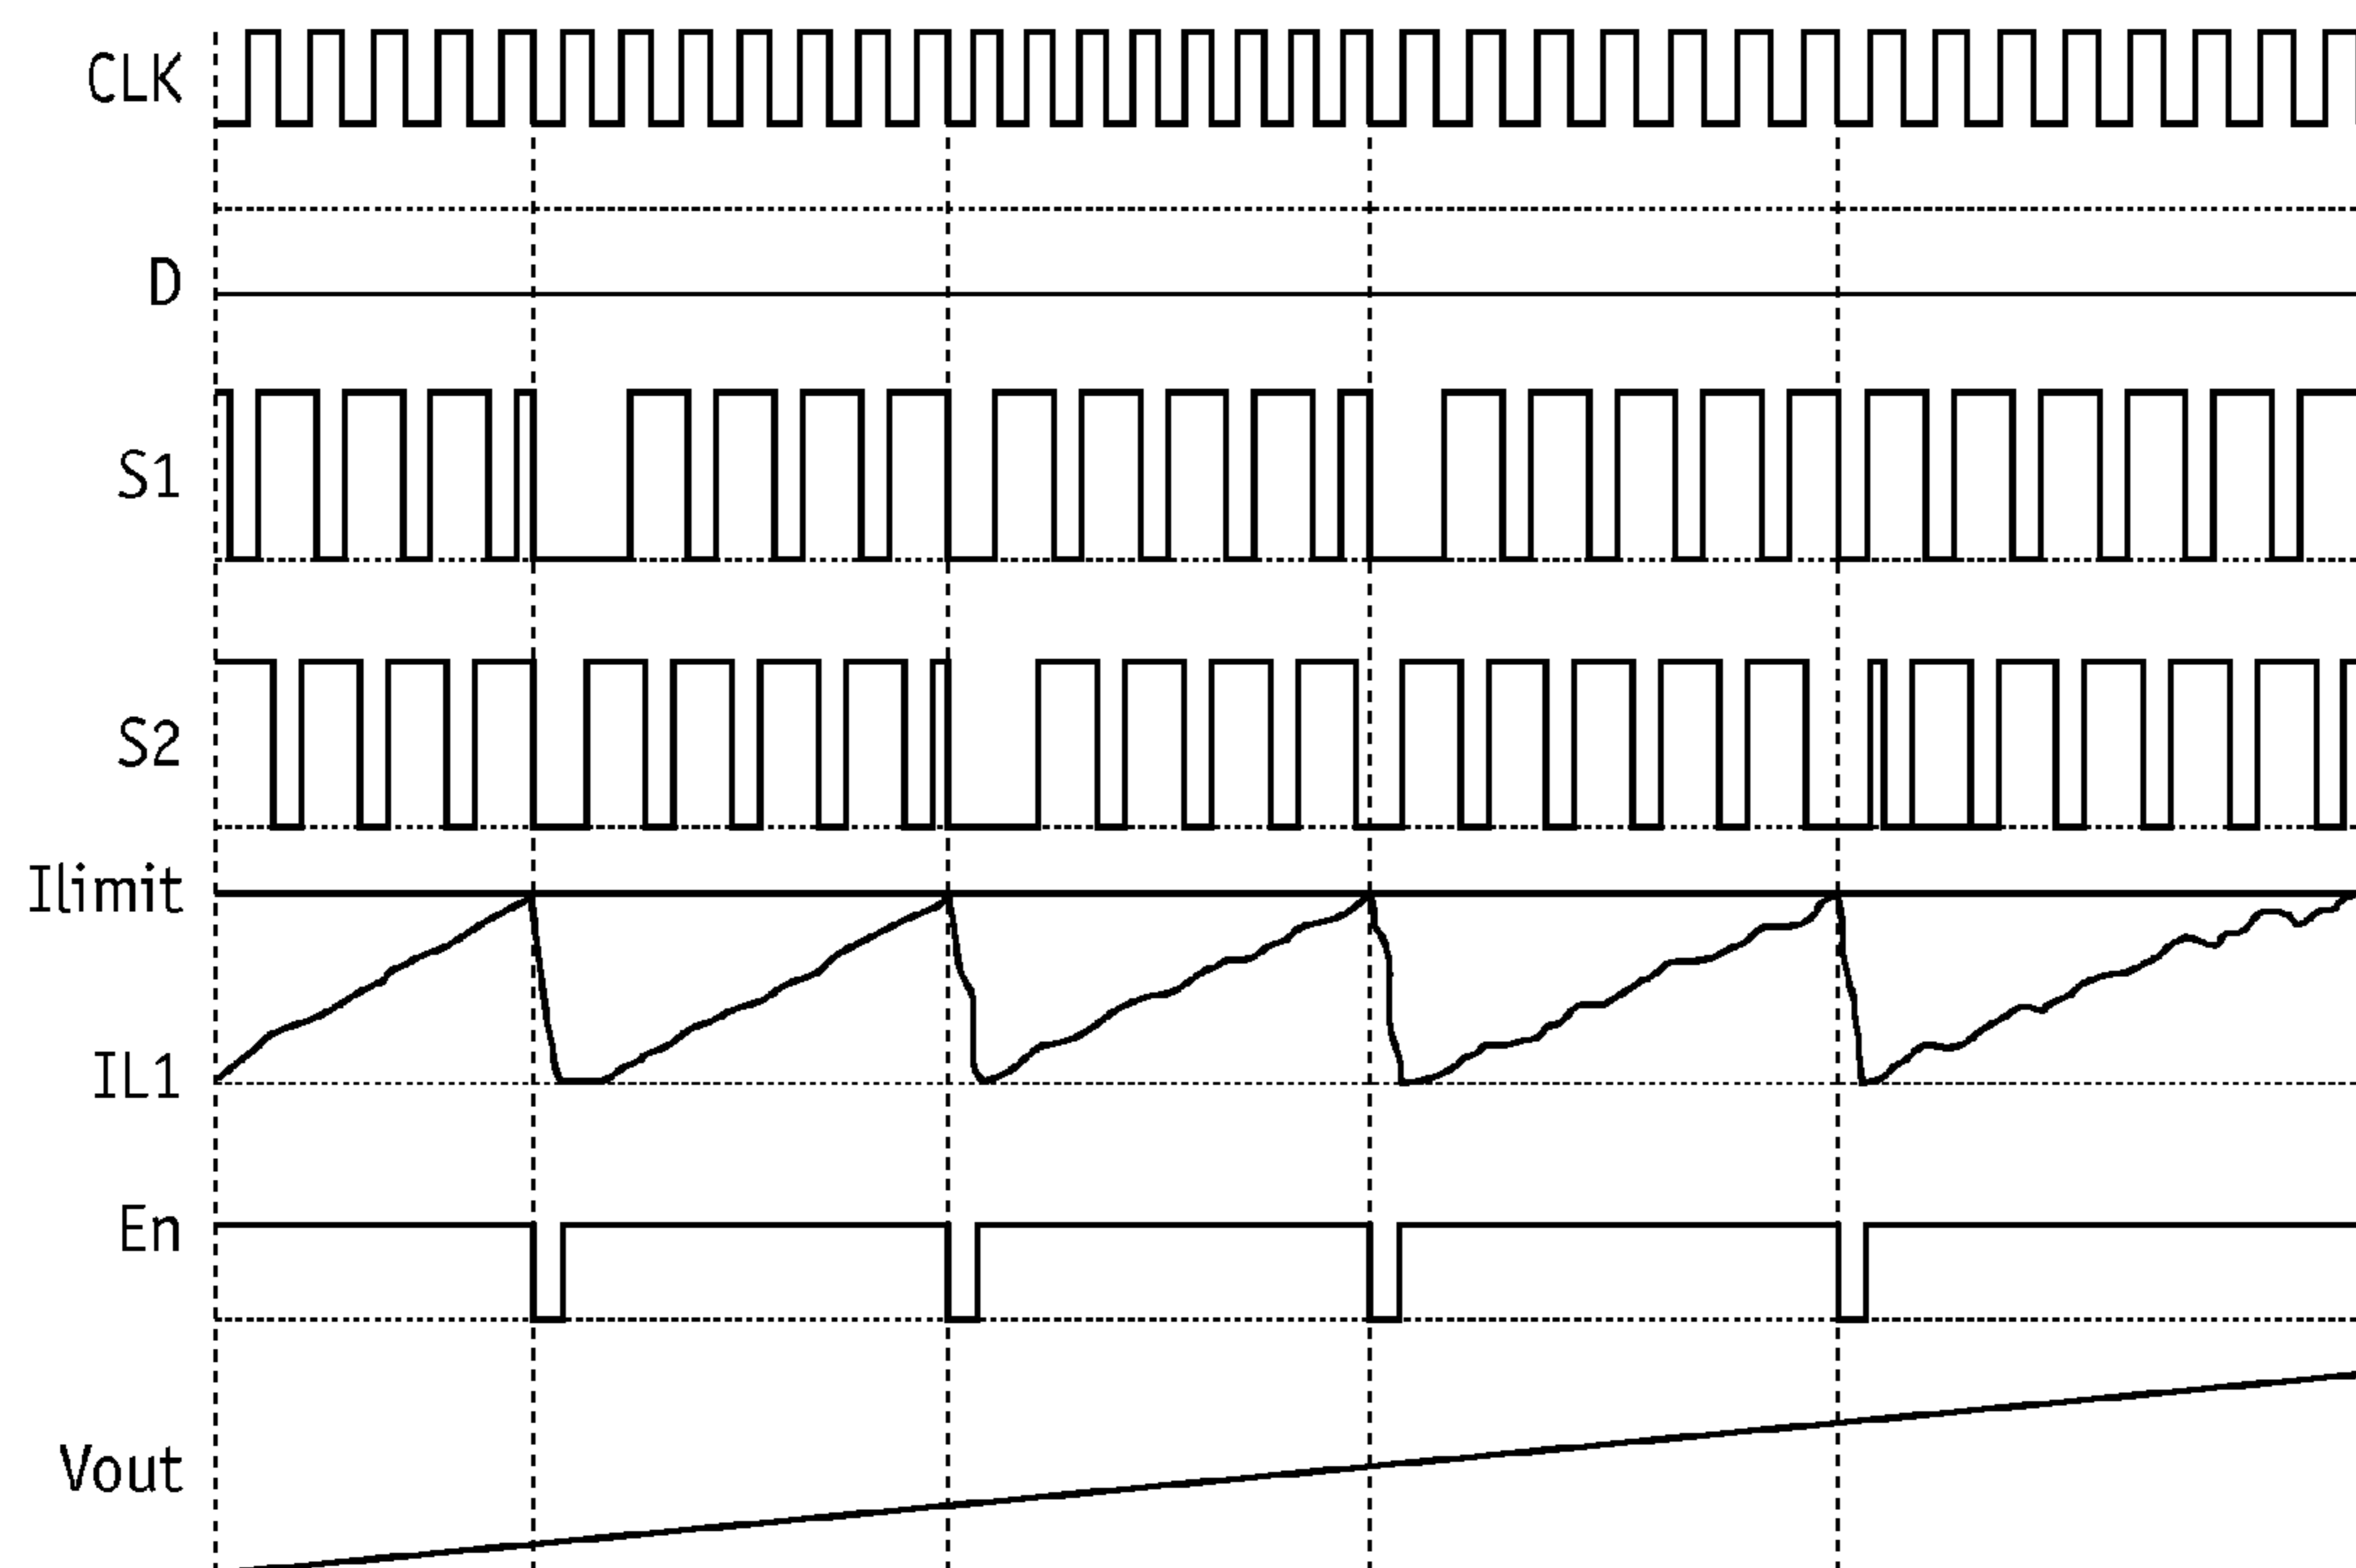 CLK
D
S1
S2
Ilimit
IL1
En
Vout